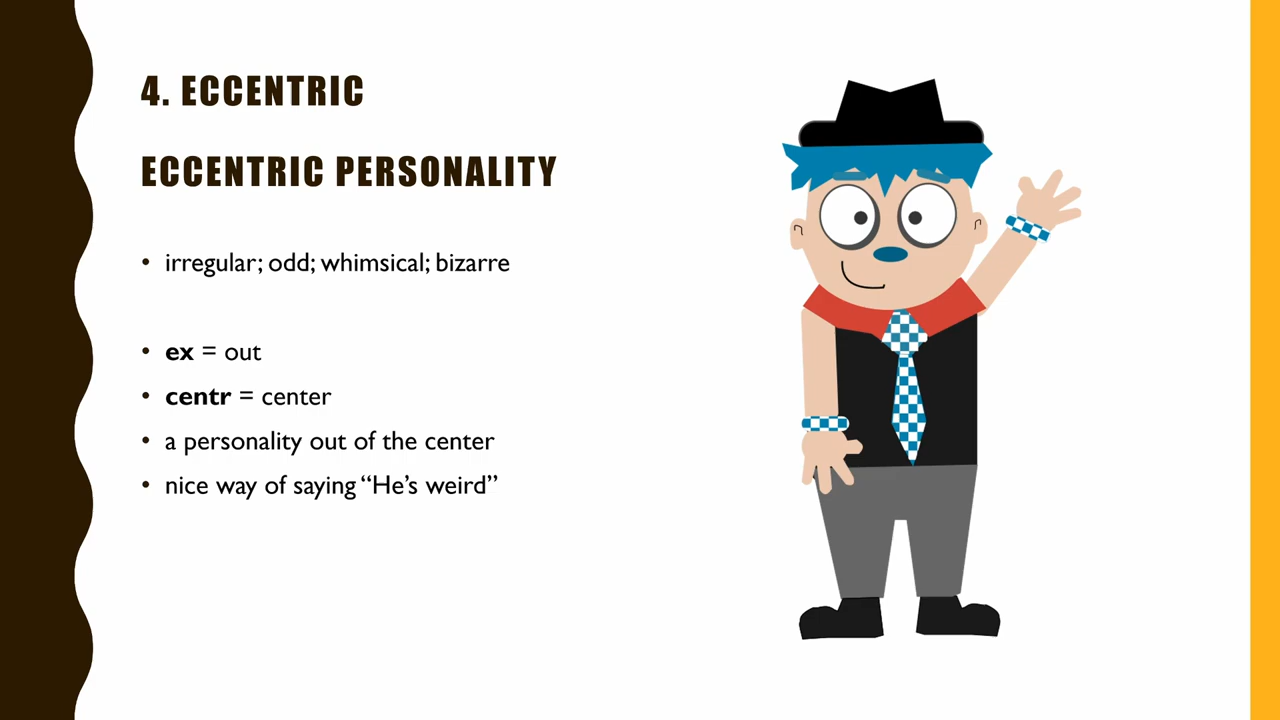 4. ECCENTRIC
ECCENTRIC PERSONALITY
• irregular; odd; whimsical; bizarre
• ex = out
• centr = center
• a personality out of the center
• nice way of saying “He’s weird”